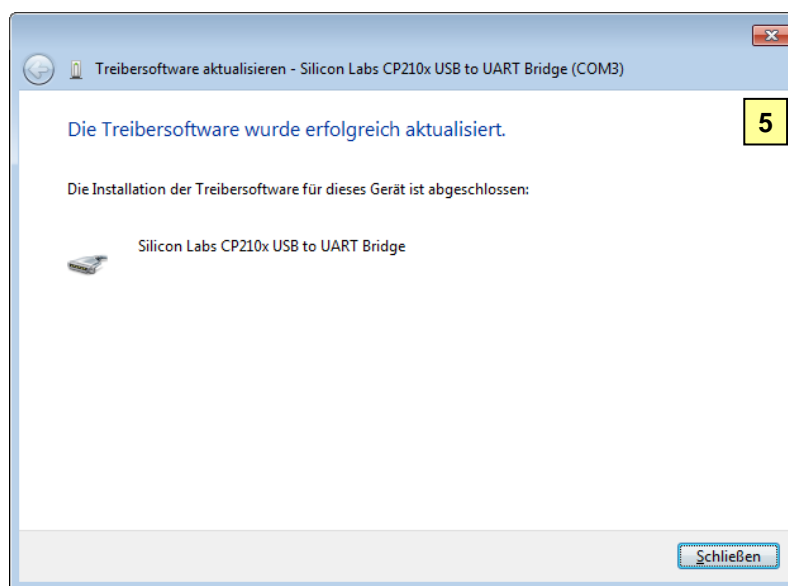 Treibersoftware aktualisieren - Silicon Labs CP210x USB to UART Bridge (COM3)
5
Die Treibersoftware wurde erfolgreich aktualisiert.
Die Installation der Treibersoftware für dieses Gerät ist abgeschlossen:
Silicon Labs CP210x USB to UART Bridge
Schließen